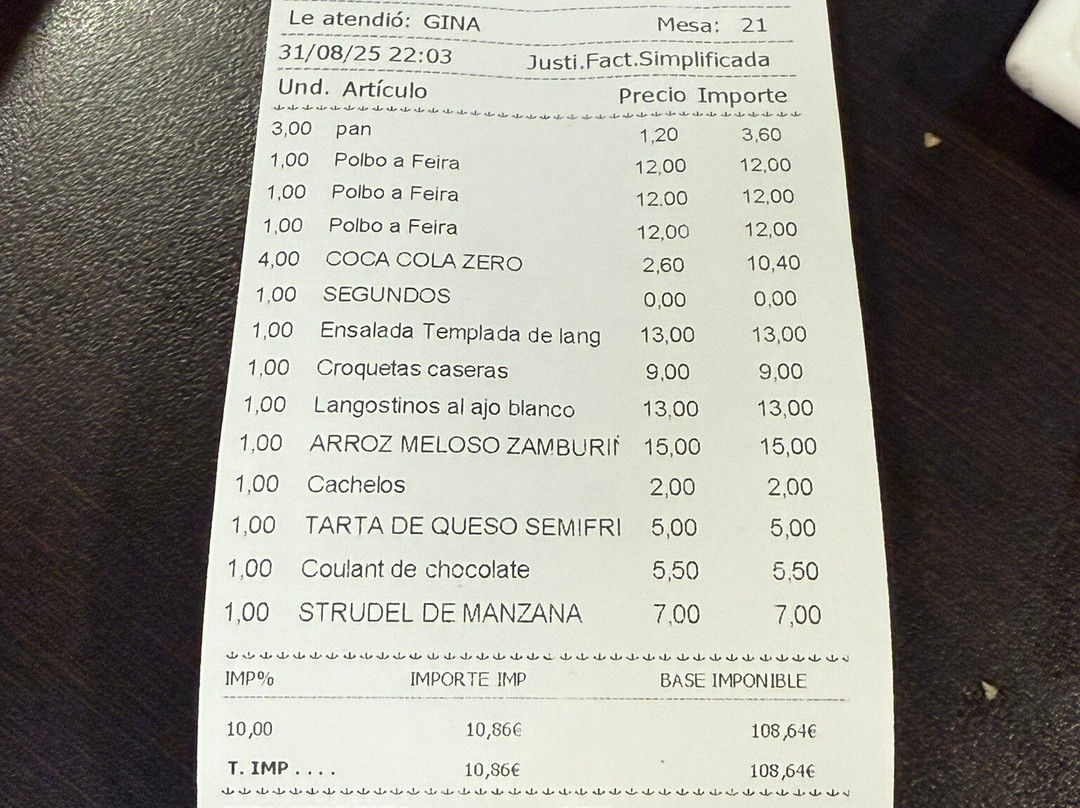 Le atendió: GINA Mesa: 21
31/08/25 22:03 Justi.Fact.Simplificada
Und. Artículo Precio Importe
3,00 pan 1,20 3,60
1,00 Polbo a Feira 12,00 12,00
1,00 Polbo a Feira 12,00 12,00
1,00 Polbo a Feira 12,00 12,00
4,00 COCA COLA ZERO 2,60 10,40
1,00 SEGUNDOS 0,00 0,00
1,00 Ensalada Templada de lang 13,00 13,00
1,00 Croquetas caseras 9,00 9,00
1,00 Langostinos al ajo blanco 13,00 13,00
1,00 ARROZ MELOSO ZAMBURIÑ 15,00 15,00
1,00 Cachelos 2,00 2,00
1,00 TARTA DE QUESO SEMIFRI 5,00 5,00
1,00 Coulant de chocolate 5,50 5,50
1,00 STRUDEL DE MANZANA 7,00 7,00
IMP% IMPORTE IMP BASE IMPONIBLE
10,00 10,86€ 108,64€
T. IMP . . . . 10,86€ 108,64€